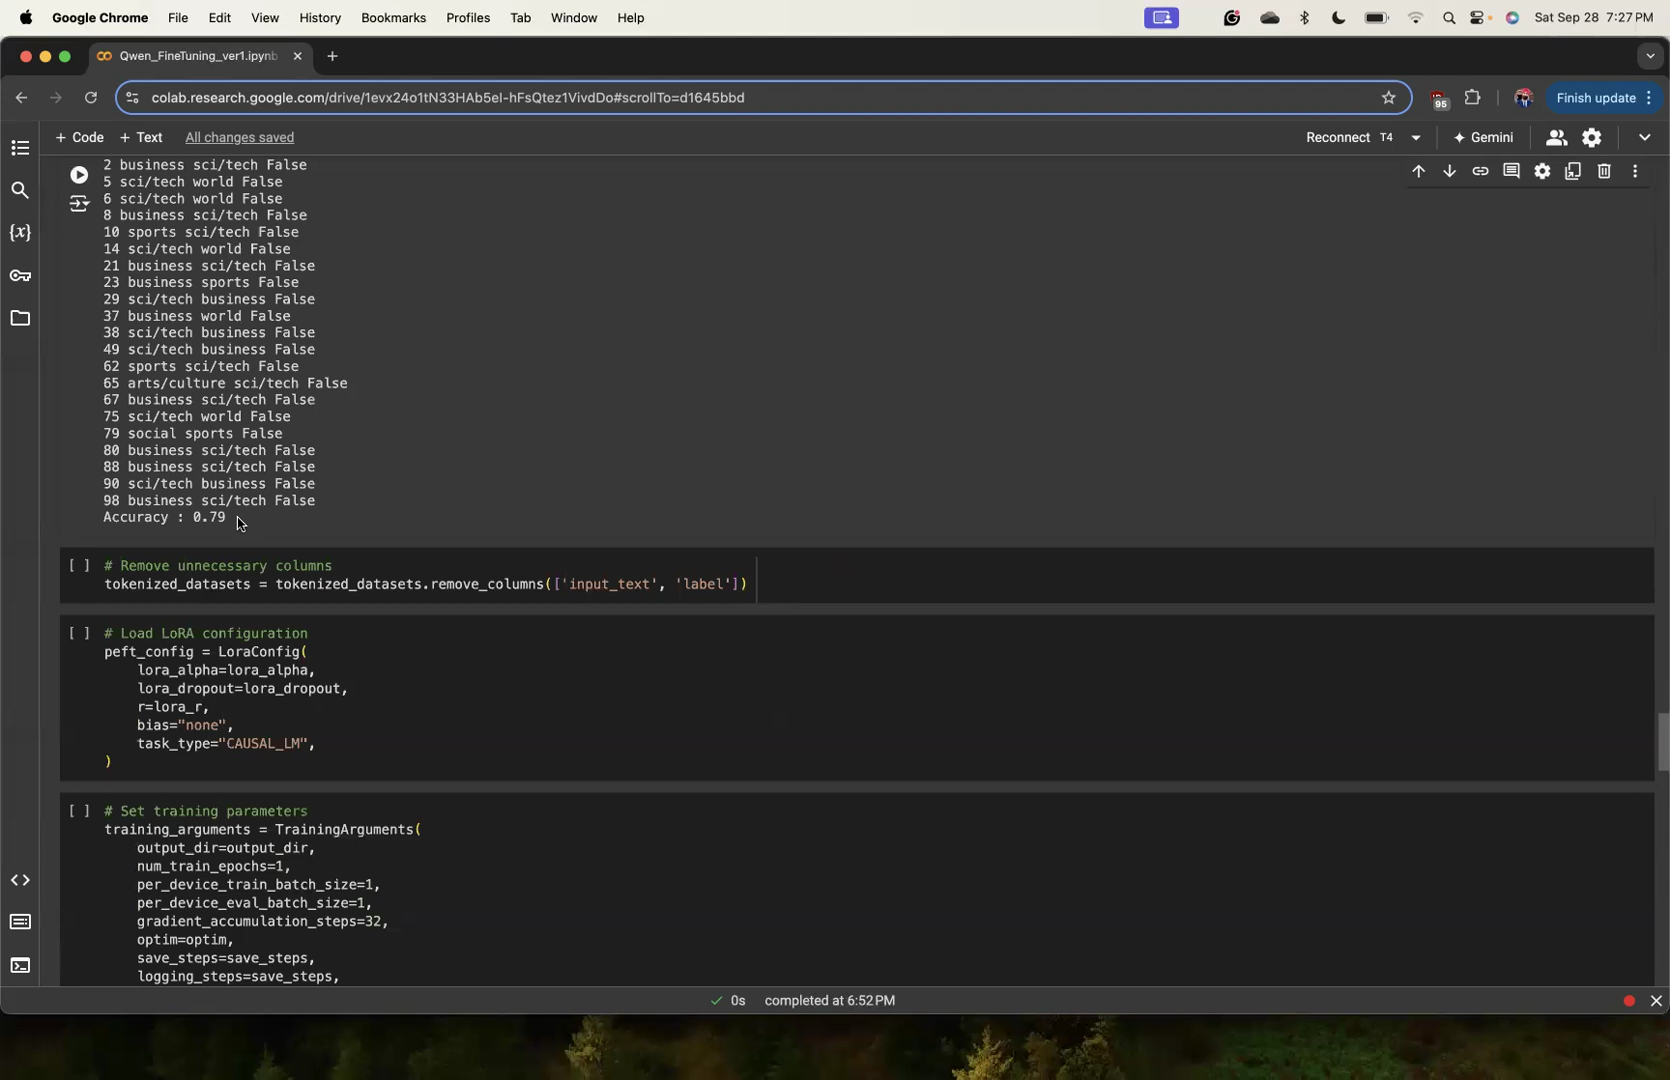 Google Chrome File Edit View History Bookmarks Profiles Tab Window Help Sat Sep 28 7:27 PM
Qwen_FineTuning_ver1.ipynb
colab.research.google.com/drive/1evx24o1tN33HAb5eI-hFsQtez1VivdDo#scrollTo=d1645bbd 95 Finish update
+ Code + Text All changes saved Reconnect T4 Gemini
2 business sci/tech False
5 sci/tech world False
6 sci/tech world False
8 business sci/tech False
10 sports sci/tech False
14 sci/tech world False
21 business sci/tech False
23 business sports False
29 sci/tech business False
37 business world False
38 sci/tech business False
49 sci/tech business False
62 sports sci/tech False
65 arts/culture sci/tech False
67 business sci/tech False
75 sci/tech world False
79 social sports False
80 business sci/tech False
88 business sci/tech False
90 sci/tech business False
98 business sci/tech False
Accuracy : 0.79
[ ] # Remove unnecessary columns
tokenized_datasets = tokenized_datasets.remove_columns(['input_text', 'label'])
[ ] # Load LoRA configuration
peft_config = LoraConfig(
lora_alpha=lora_alpha,
lora_dropout=lora_dropout,
r=lora_r,
bias="none",
task_type="CAUSAL_LM",
)
[ ] # Set training parameters
training_arguments = TrainingArguments(
output_dir=output_dir,
num_train_epochs=1,
per_device_train_batch_size=1,
per_device_eval_batch_size=1,
gradient_accumulation_steps=32,
optim=optim,
save_steps=save_steps,
logging_steps=save_steps,
0s completed at 6:52 PM